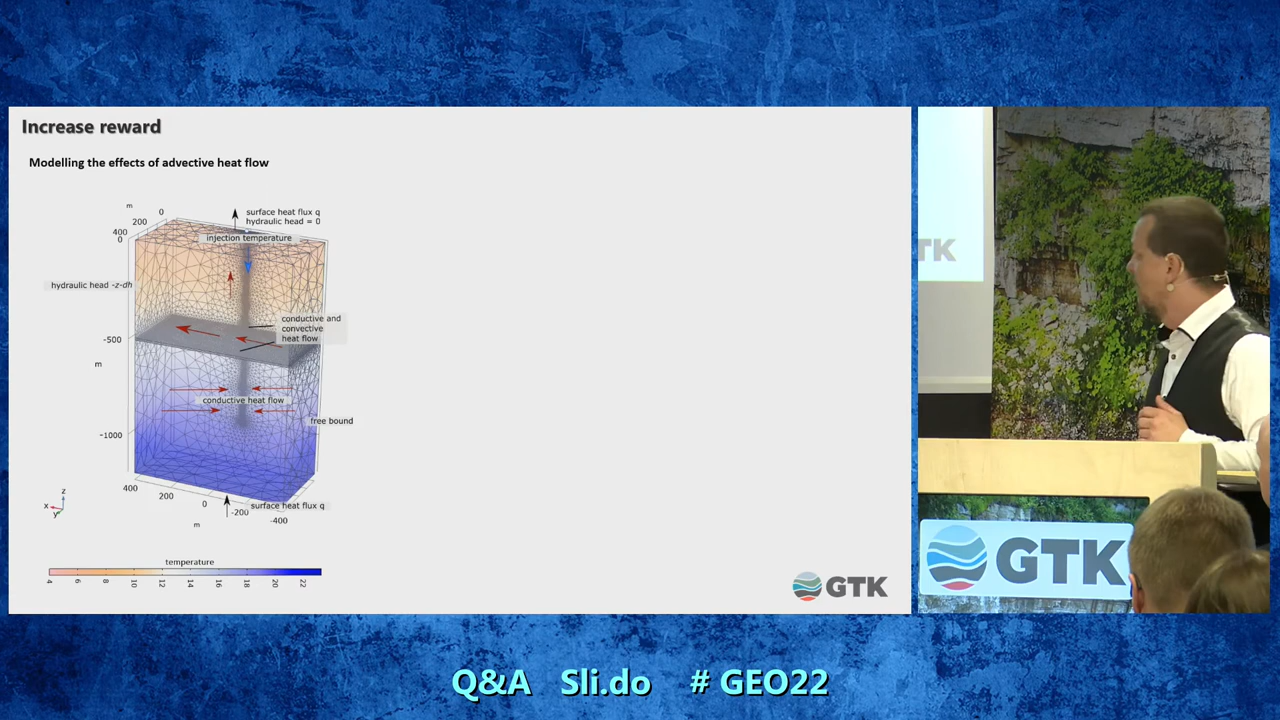 Increase reward
Modelling the effects of advective heat flow
m
0
200
400
0
surface heat flux q
hydraulic head = 0
injection temperature
hydraulic head -z-dh
conductive and
convective
heat flow
-500
m
conductive heat flow
free bound
-1000
400
200
0
-200
-400
m
surface heat flux q
z
x
y
temperature
4
6
8
10
12
14
16
18
20
22
GTK
TK
GTK
Q&A Sli.do # GEO22